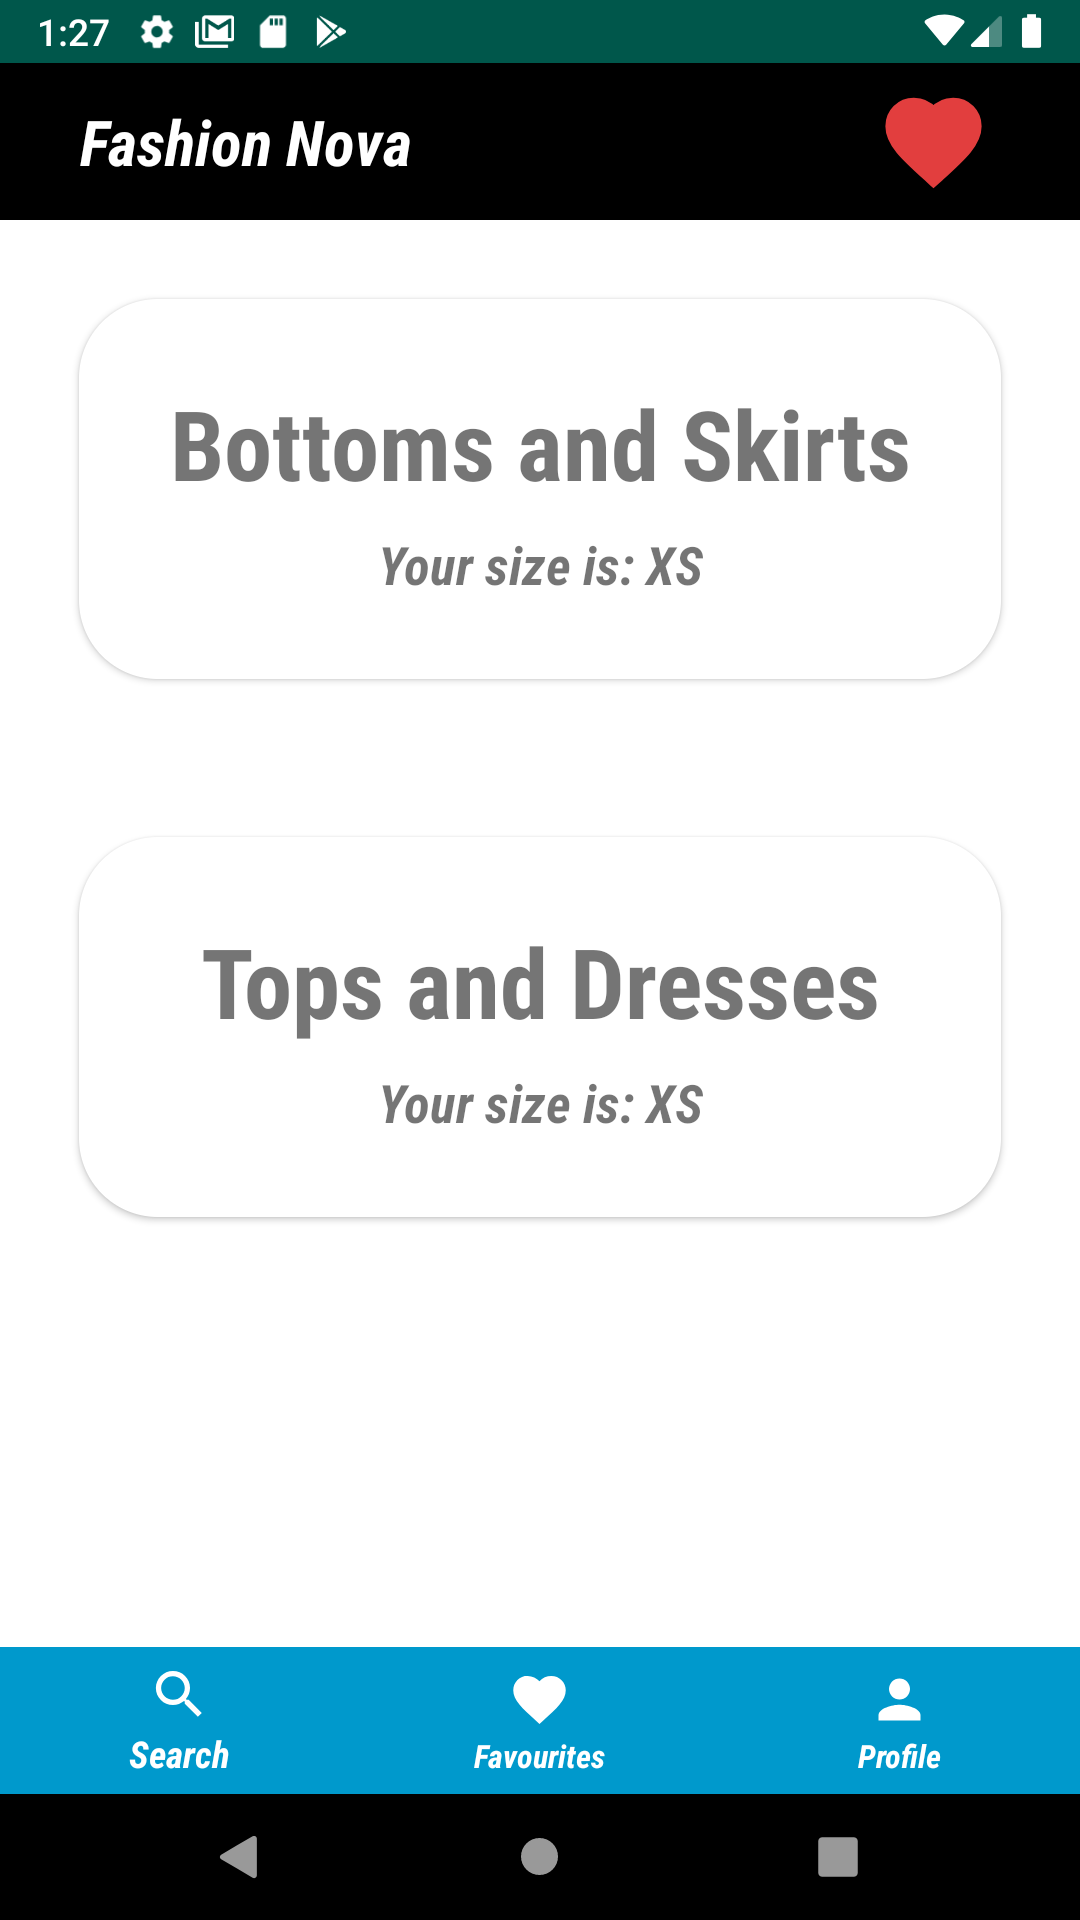 1:27
Fashion Nova
Bottoms and Skirts
Your size is: XS
Tops and Dresses
Your size is: XS
Search
Favourites
Profile